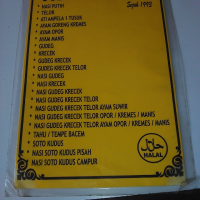 Sejak 1992
* NASI PUTIH
* TELOR
* ATI AMPELA 1 TUSUK
* AYAM GORENG KREMES
* AYAM OPOR
* AYAM MANIS
* GUDEG
* KRECEK
* GUDEG KRECEK
* GUDEG KRECEK TELOR
* NASI GUDEG
* NASI KRECEK
* NASI GUDEG KRECEK
* NASI GUDEG KRECEK TELOR
* NASI GUDEG KRECEK TELOR AYAM SUWIR
* NASI GUDEG KRECEK TELOR OPOR / KREMES / MANIS
* NASI GUDEG KRECEK TELOR AYAM OPOR / KREMES / MANIS
* TAHU / TEMPE BACEM
* SOTO KUDUS
* NASI SOTO KUDUS PISAH
* NASI SOTO KUDUS CAMPUR
حلال
HALAL